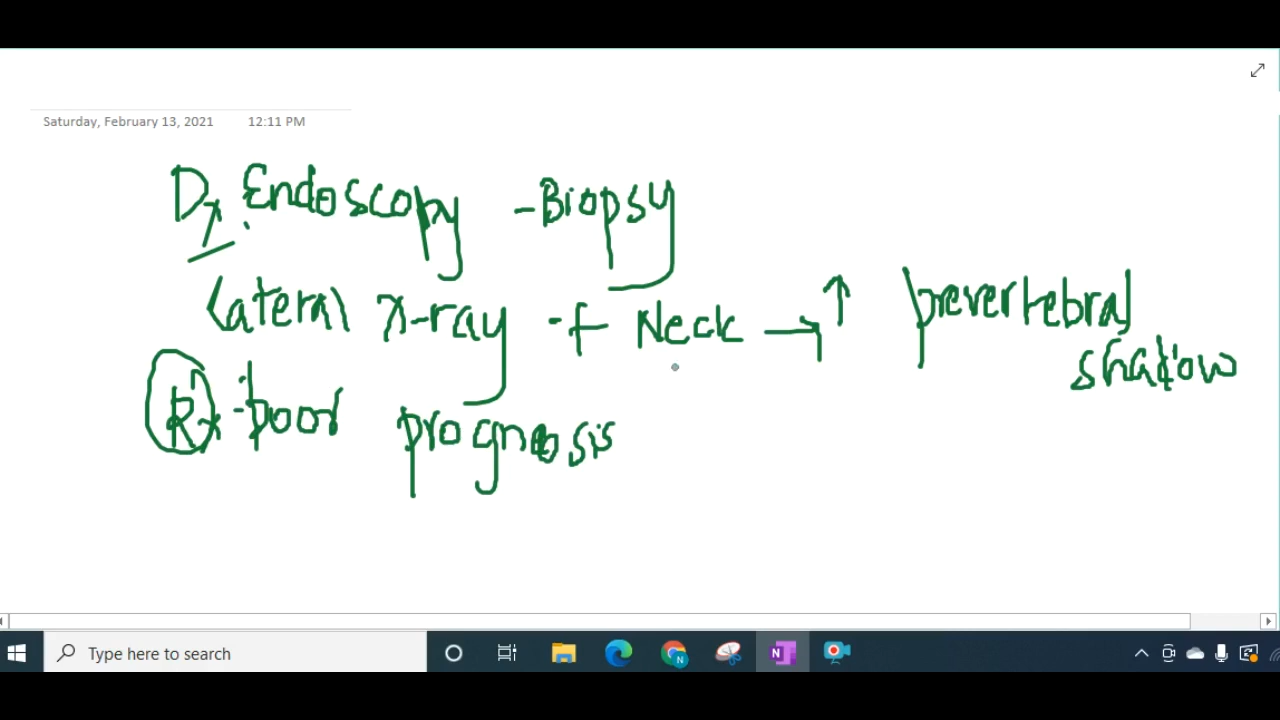 Saturday, February 13, 2021 12:11 PM
Dx. Endoscopy - Biopsy
Lateral X-ray - f Neck → ↑ prevertebral
shadow
Rx - poor prognosis
Type here to search